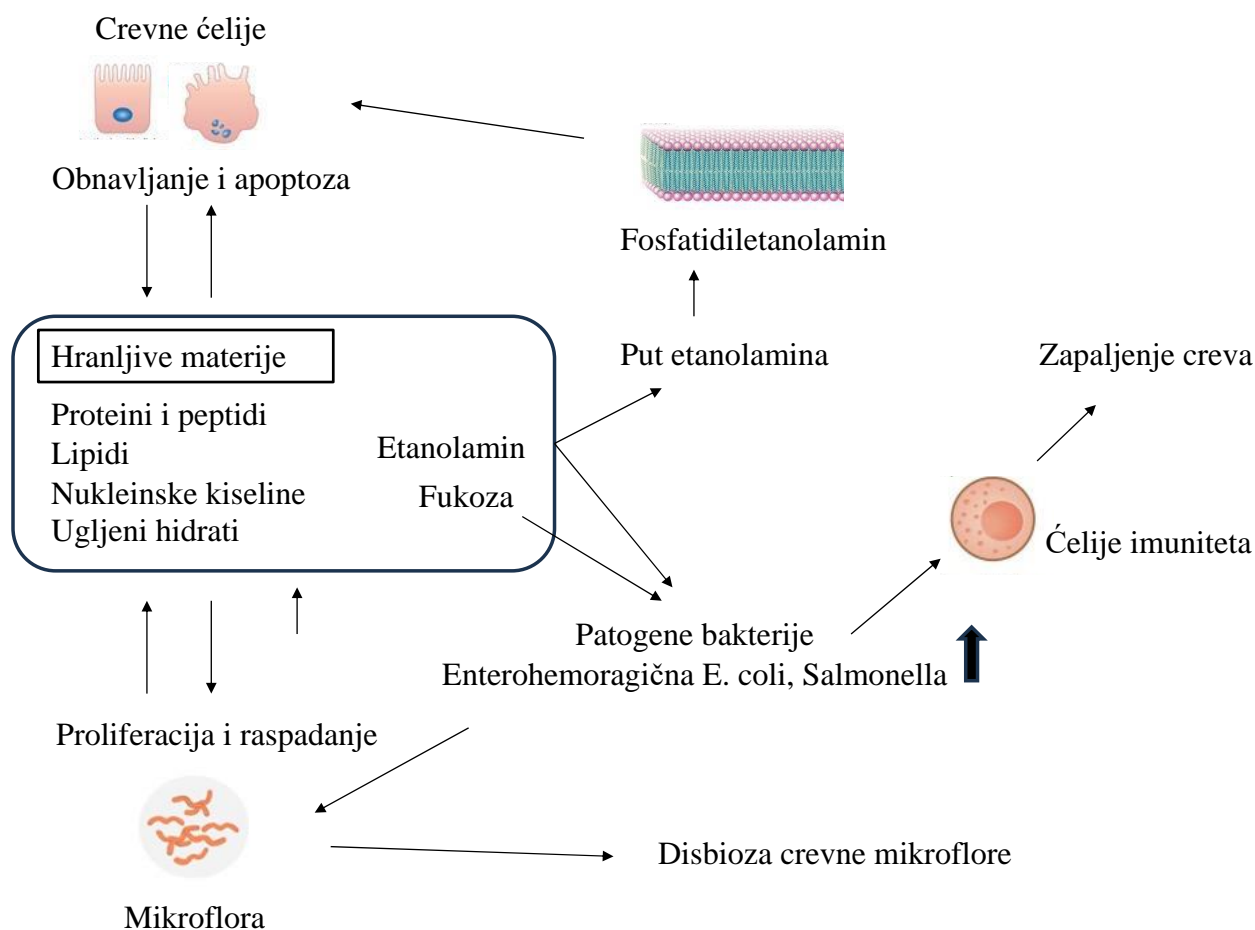 Crevne ćelije
Obnavljanje i apoptoza
Fosfatidiletanolamin
Hranljive materije
Put etanolamina
Zapaljenje creva
Proteini i peptidi
Lipidi
Etanolamin
Nukleinske kiseline
Fukoza
Ugljeni hidrati
Ćelije imuniteta
Patogene bakterije
Enterohemoragična E. coli, Salmonella
Proliferacija i raspadanje
Disbioza crevne mikroflore
Mikroflora